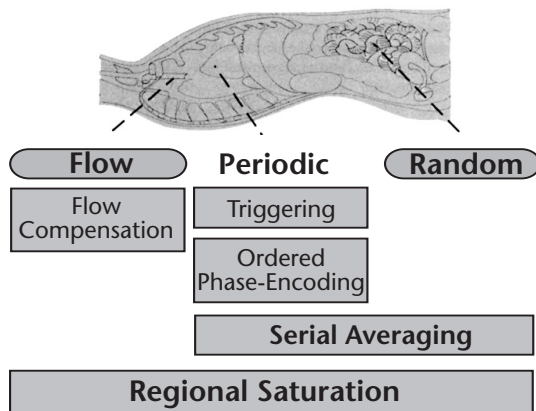 Flow Periodic Random
Flow
Compensation
Triggering
Ordered
Phase-Encoding
Serial Averaging
Regional Saturation